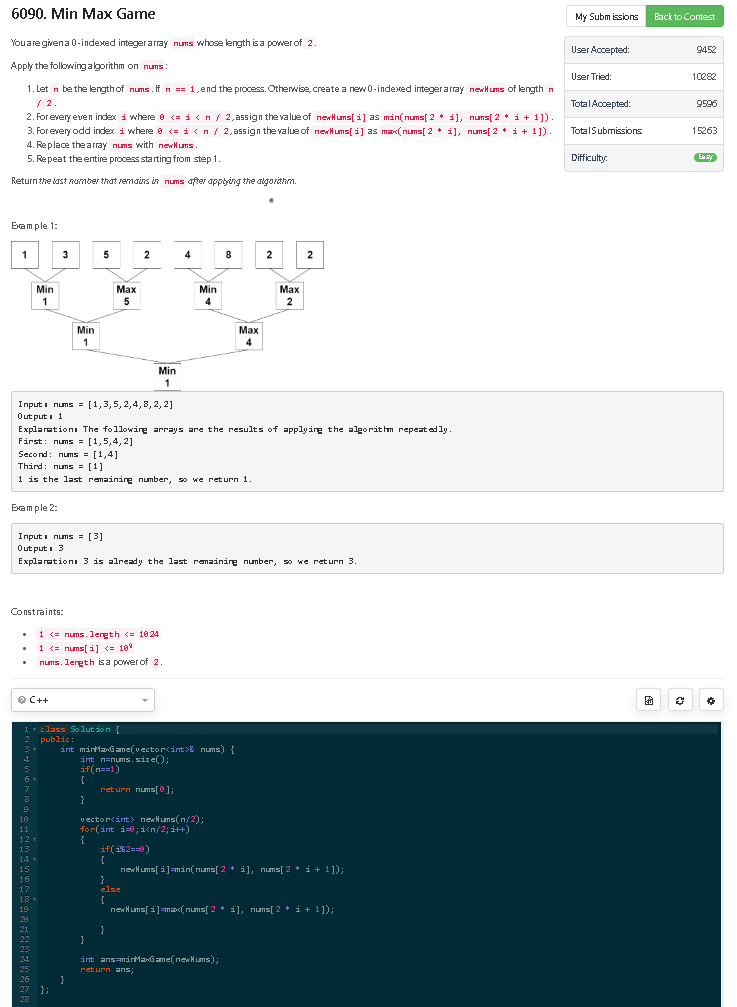 6090. Min Max Game
My Submissions
Back to Contest
You are given a 0-indexed integer array nums whose length is a power of 2.
Apply the following algorithm on nums:
1. Let n be the length of nums. If n == 1, end the process. Otherwise, create a new 0-indexed integer array newNums of length n
/ 2.
2. For every even index i where 0 <= i < n / 2, assign the value of newNums[i] as min(nums[2 * i], nums[2 * i + 1]).
3. For every odd index i where 0 <= i < n / 2, assign the value of newNums[i] as max(nums[2 * i], nums[2 * i + 1]).
4. Replace the array nums with newNums.
5. Repeat the entire process starting from step 1.
Return the last number that remains in nums after applying the algorithm.
User Accepted: 9452
User Tried: 10282
Total Accepted: 9596
Total Submissions: 15263
Difficulty: Easy
Example 1:
1 3 5 2 4 8 2 2
Min Max Min Max
1 5 4 2
Min Max
1 4
Min
1
Input: nums = [1,3,5,2,4,8,2,2]
Output: 1
Explanation: The following arrays are the results of applying the algorithm repeatedly.
First: nums = [1,5,4,2]
Second: nums = [1,4]
Third: nums = [1]
1 is the last remaining number, so we return 1.
Example 2:
Input: nums = [3]
Output: 3
Explanation: 3 is already the last remaining number, so we return 3.
Constraints:
1 <= nums.length <= 1024
1 <= nums[i] <= 10⁹
nums.length is a power of 2.
C++
1 class Solution {
2 public:
3 int minMaxGame(vector<int>& nums) {
4 int n=nums.size();
5 if(n==1)
6 {
7 return nums[0];
8 }
9
10 vector<int> newNums(n/2);
11 for(int i=0;i<n/2;i++)
12 {
13 if(i%2==0)
14 {
15 newNums[i]=min(nums[2 * i], nums[2 * i + 1]);
16 }
17 else
18 {
19 newNums[i]=max(nums[2 * i], nums[2 * i + 1]);
20
21 }
22 }
23
24 int ans=minMaxGame(newNums);
25 return ans;
26 }
27 };
28